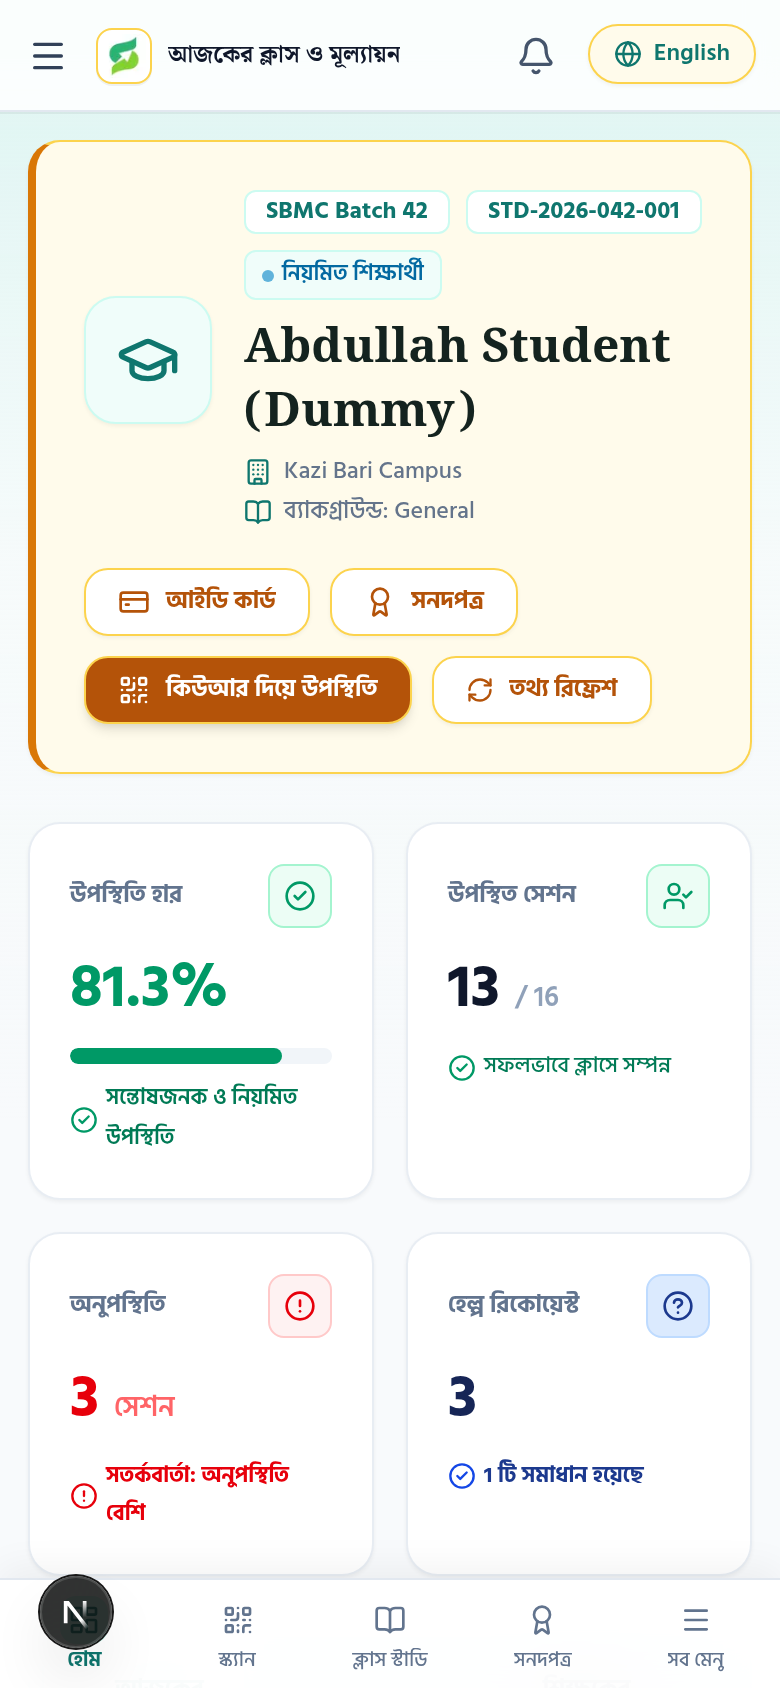 আজকের ক্লাস ও মূল্যায়ন
English
SBMC Batch 42
STD-2026-042-001
নিয়মিত শিক্ষার্থী
Abdullah Student
(Dummy)
Kazi Bari Campus
ব্যাকগ্রাউন্ড: General
আইডি কার্ড
সনদপত্র
কিউআর দিয়ে উপস্থিতি
তথ্য রিফ্রেশ
উপস্থিতি হার
81.3%
সন্তোষজনক ও নিয়মিত
উপস্থিতি
উপস্থিত সেশন
13 / 16
সফলভাবে ক্লাসে সম্পন্ন
অনুপস্থিতি
3 সেশন
সতর্কবার্তা: অনুপস্থিতি
বেশি
হেল্প রিকোয়েস্ট
3
1 টি সমাধান হয়েছে
N
হোম
স্ক্যান
ক্লাস স্টাডি
সনদপত্র
সব মেনু